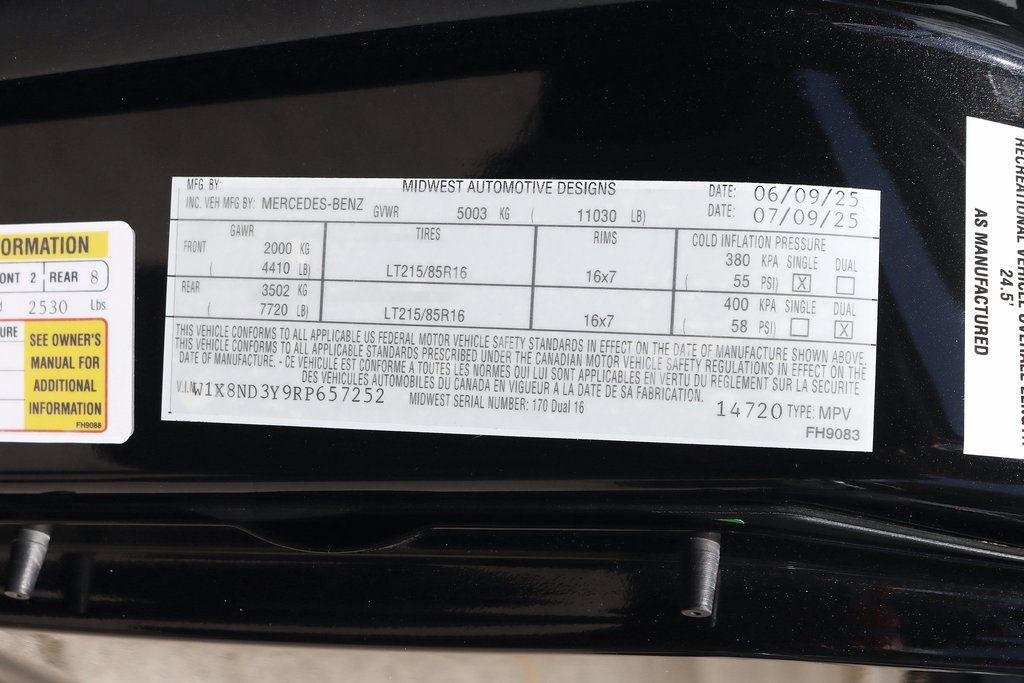 ORMATION
ONT 2 REAR 8
2530 Lbs.
URE
SEE OWNER'S
MANUAL FOR
ADDITIONAL
INFORMATION
FH9088
MFG. BY: MIDWEST AUTOMOTIVE DESIGNS DATE: 06/09/25
INC. VEH MFG BY: MERCEDES-BENZ GVWR 5003 KG ( 11030 LB) DATE: 07/09/25
GAWR TIRES RIMS COLD INFLATION PRESSURE
FRONT 2000 KG 380 KPA SINGLE DUAL
( 4410 LB) LT215/85R16 16x7 ( 55 PSI) X
REAR 3502 KG 400 KPA SINGLE DUAL
( 7720 LB) LT215/85R16 16x7 ( 58 PSI) X
THIS VEHICLE CONFORMS TO ALL APPLICABLE US FEDERAL MOTOR VEHICLE SAFETY STANDARDS IN EFFECT ON THE DATE OF MANUFACTURE SHOWN ABOVE.
THIS VEHICLE CONFORMS TO ALL APPLICABLE STANDARDS PRESCRIBED UNDER THE CANADIAN MOTOR VEHICLE SAFETY REGULATIONS IN EFFECT ON THE
DATE OF MANUFACTURE. - CE VÉHICULE EST CONFORME A TOUTES LES NORMES QUI LUI SONT APPLICABLES EN VERTU DU REGLEMENT SUR LA SECURITE
DES VEHICULES AUTOMOBILES DU CANADA EN VIGUEUR A LA DATE DE SA FABRICATION.
V.I.N. W1X8ND3Y9RP657252 MIDWEST SERIAL NUMBER: 170 Dual 16 14720 TYPE: MPV
FH9083
RECREATIONAL VEHICLE OVERALL LENGTH
24.5'
AS MANUFACTURED